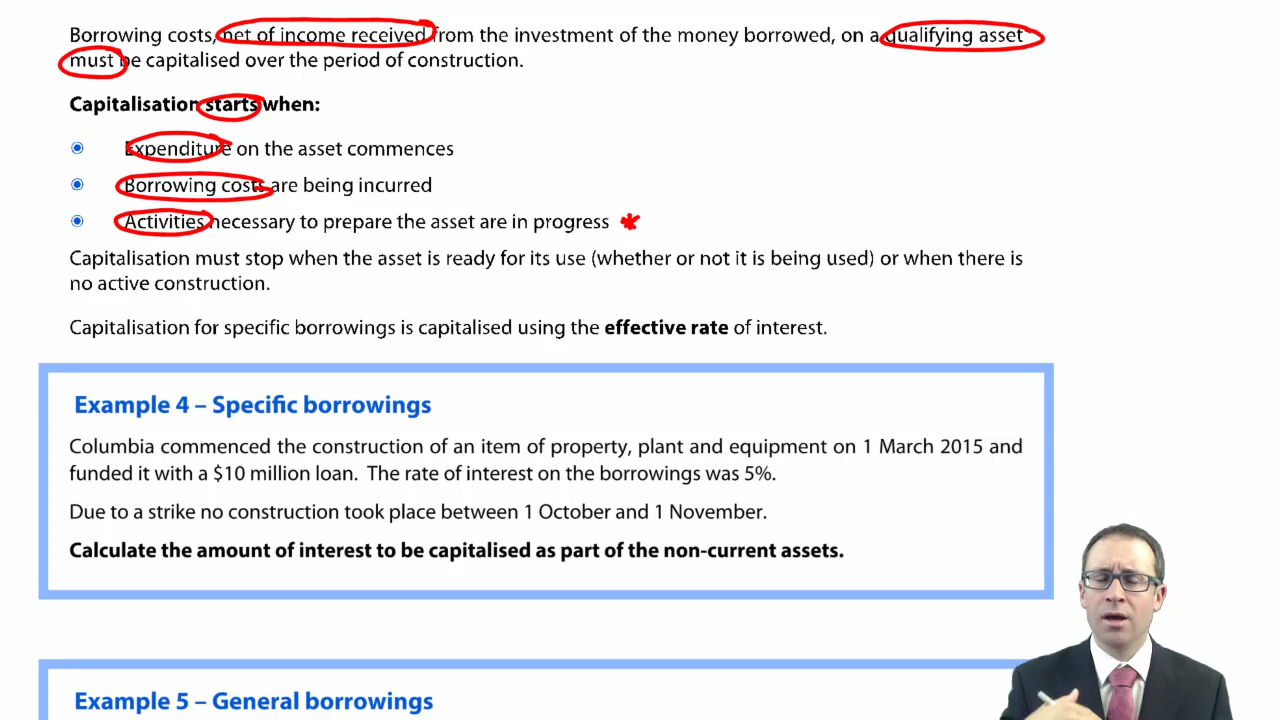 Borrowing costs, net of income received from the investment of the money borrowed, on a qualifying asset
must be capitalised over the period of construction.
Capitalisation starts when:
Expenditure on the asset commences
Borrowing costs are being incurred
Activities necessary to prepare the asset are in progress
Capitalisation must stop when the asset is ready for its use (whether or not it is being used) or when there is
no active construction.
Capitalisation for specific borrowings is capitalised using the effective rate of interest.
Example 4 – Specific borrowings
Columbia commenced the construction of an item of property, plant and equipment on 1 March 2015 and
funded it with a $10 million loan. The rate of interest on the borrowings was 5%.
Due to a strike no construction took place between 1 October and 1 November.
Calculate the amount of interest to be capitalised as part of the non-current assets.
Example 5 – General borrowings